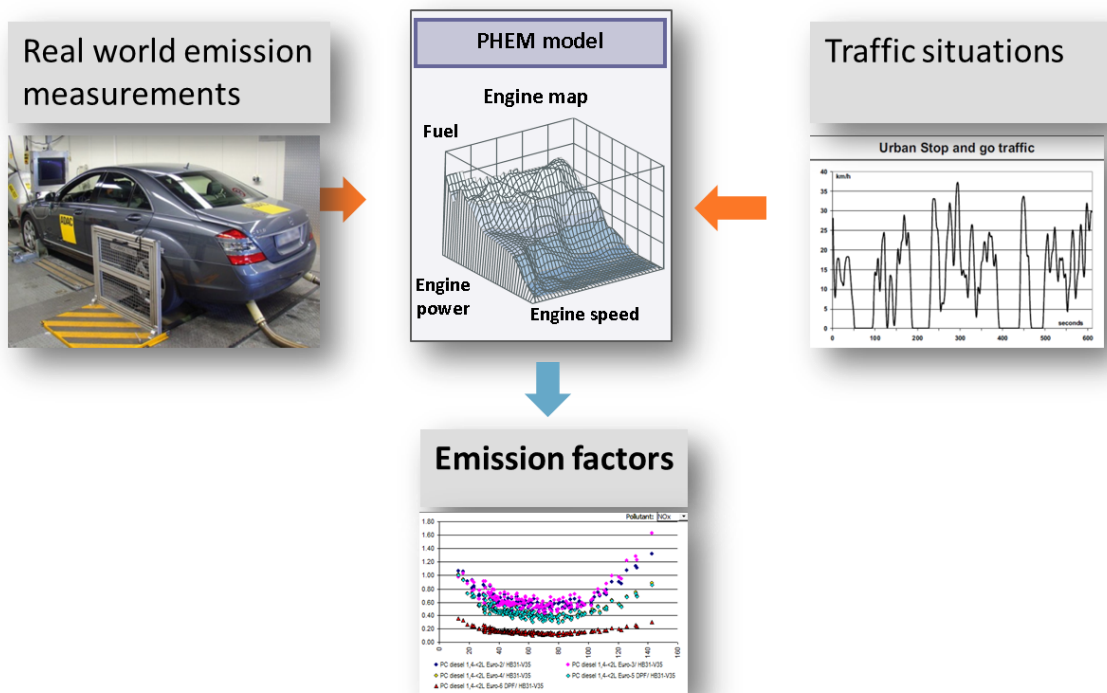 Real world emission
measurements
ADAC
PHEM model
Engine map
Fuel
Engine
power
Engine speed
Traffic situations
Urban Stop and go traffic
km/h
40
35
30
25
20
15
10
5
0
seconds
0 100 200 300 400 500 600
Emission factors
Pollutant: NOx
1.80
1.60
1.40
1.20
1.00
0.80
0.60
0.40
0.20
0.00
0 20 40 60 80 100 120 140 160
PC diesel 1,4-<2L Euro-2/ HB31-V35 PC diesel 1,4-<2L Euro-3/ HB31-V35
PC diesel 1,4-<2L Euro-4/ HB31-V35 PC diesel 1,4-<2L Euro-5 DPF/ HB31-V35
PC diesel 1,4-<2L Euro-6 DPF/ HB31-V35